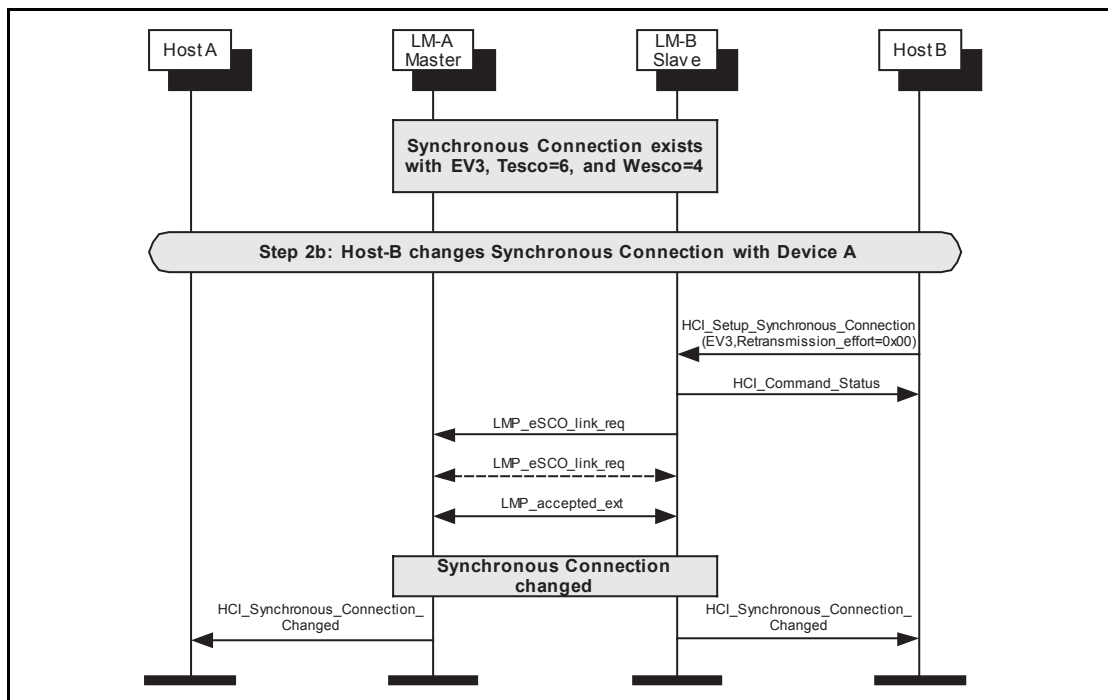 Host A
LM-A
Master
LM-B
Slave
Host B
Synchronous Connection exists
with EV3, Tesco=6, and Wesco=4
Step 2b: Host-B changes Synchronous Connection with Device A
HCI_Setup_Synchronous_Connection
(EV3,Retransmission_effort=0x00)
HCI_Command_Status
LMP_eSCO_link_req
LMP_eSCO_link_req
LMP_accepted_ext
Synchronous Connection
changed
HCI_Synchronous_Connection_
Changed
HCI_Synchronous_Connection_
Changed